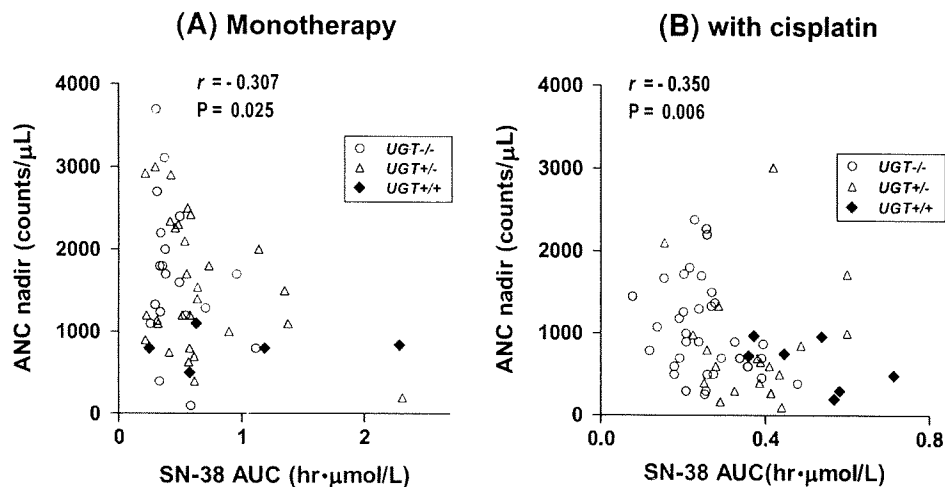 (A) Monotherapy
r = - 0.307
P = 0.025
ANC nadir (counts/μL)
4000
3000
2000
1000
0
UGT-/-
UGT+/-
UGT+/+
0
1
2
SN-38 AUC (hr•μmol/L)
(B) with cisplatin
r = - 0.350
P = 0.006
ANC nadir (counts/μL)
4000
3000
2000
1000
0
UGT-/-
UGT+/-
UGT+/+
0.0
0.4
0.8
SN-38 AUC(hr•μmol/L)